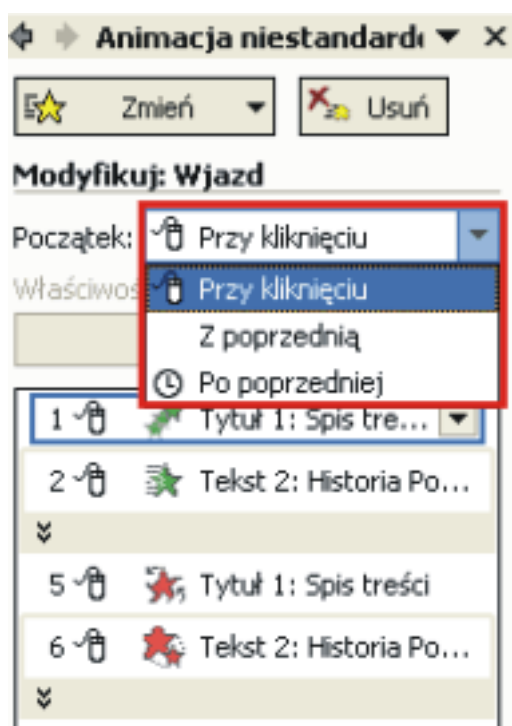 Animacja niestandard
Zmień Usuń
Modyfikuj: Wjazd
Początek: Przy kliknięciu
Właściwoś Przy kliknięciu
Z poprzednią
Po poprzedniej
1 Tytuł 1: Spis tre...
2 Tekst 2: Historia Po...
5 Tytuł 1: Spis treści
6 Tekst 2: Historia Po...